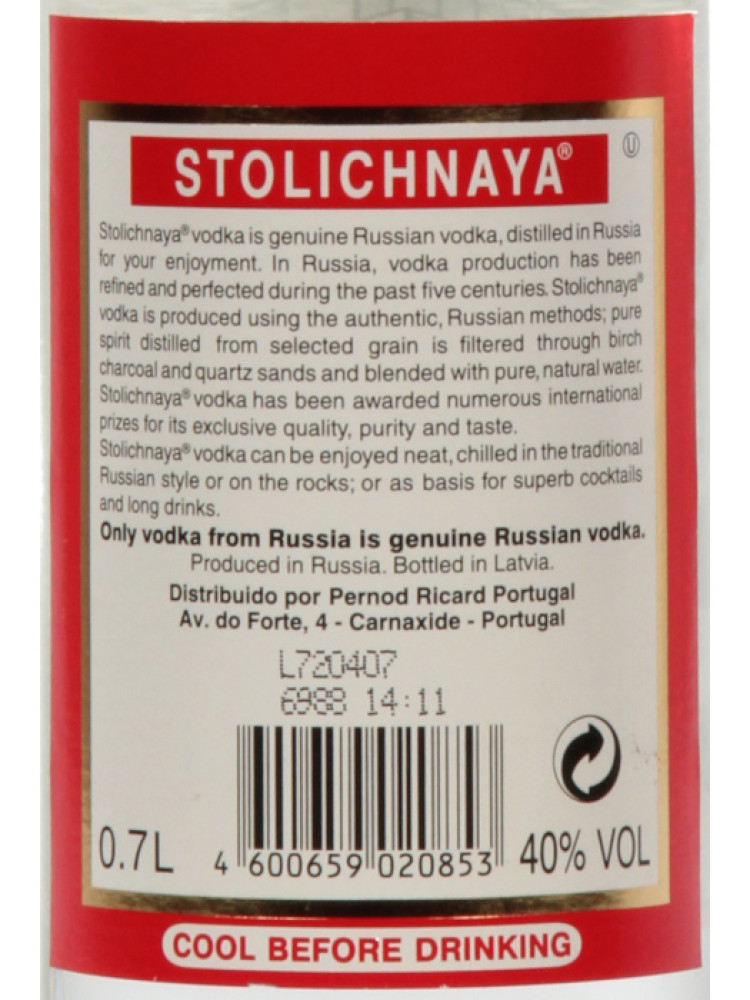 STOLICHNAYA®
Ⓤ
Stolichnaya® vodka is genuine Russian vodka, distilled in Russia
for your enjoyment. In Russia, vodka production has been
refined and perfected during the past five centuries. Stolichnaya®
vodka is produced using the authentic, Russian methods; pure
spirit distilled from selected grain is filtered through birch
charcoal and quartz sands and blended with pure, natural water.
Stolichnaya® vodka has been awarded numerous international
prizes for its exclusive quality, purity and taste.
Stolichnaya® vodka can be enjoyed neat, chilled in the traditional
Russian style or on the rocks; or as basis for superb cocktails
and long drinks.
Only vodka from Russia is genuine Russian vodka.
Produced in Russia. Bottled in Latvia.
Distribuido por Pernod Ricard Portugal
Av. do Forte, 4 - Carnaxide - Portugal
L720407
6988 14:11
0.7L
4 600659 020853
40% VOL
COOL BEFORE DRINKING